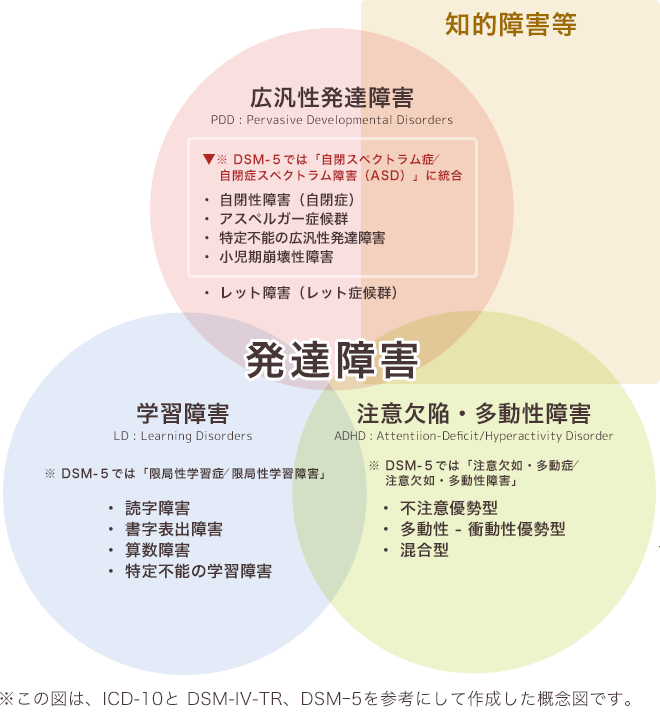 知的障害等
広汎性発達障害
PDD : Pervasive Developmental Disorders
▼※ DSM-５では「自閉スペクトラム症/
自閉症スペクトラム障害（ASD）」に統合
・ 自閉性障害（自閉症）
・ アスペルガー症候群
・ 特定不能の広汎性発達障害
・ 小児期崩壊性障害
・ レット障害（レット症候群）
発達障害
学習障害
LD : Learning Disorders
※ DSM-５では「限局性学習症/限局性学習障害」
・ 読字障害
・ 書字表出障害
・ 算数障害
・ 特定不能の学習障害
注意欠陥・多動性障害
ADHD : Attentiion-Deficit/Hyperactivity Disorder
※ DSM-５では「注意欠如・多動症/
注意欠如・多動性障害」
・ 不注意優勢型
・ 多動性 - 衝動性優勢型
・ 混合型
※この図は、ICD-10と DSM-IV-TR、DSM−5を参考にして作成した概念図です。